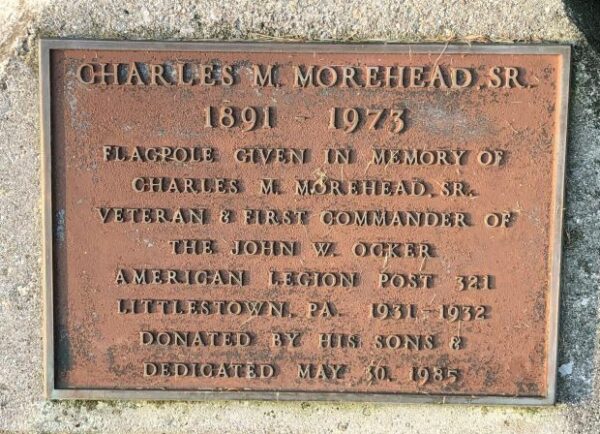 CHARLES M. MOREHEAD, SR.
1891 - 1973
FLAGPOLE GIVEN IN MEMORY OF
CHARLES M. MOREHEAD, SR.
VETERAN & FIRST COMMANDER OF
THE JOHN W. OCKER
AMERICAN LEGION POST 321
LITTLESTOWN, PA. 1931-1932
DONATED BY HIS SONS &
DEDICATED MAY 30, 1985